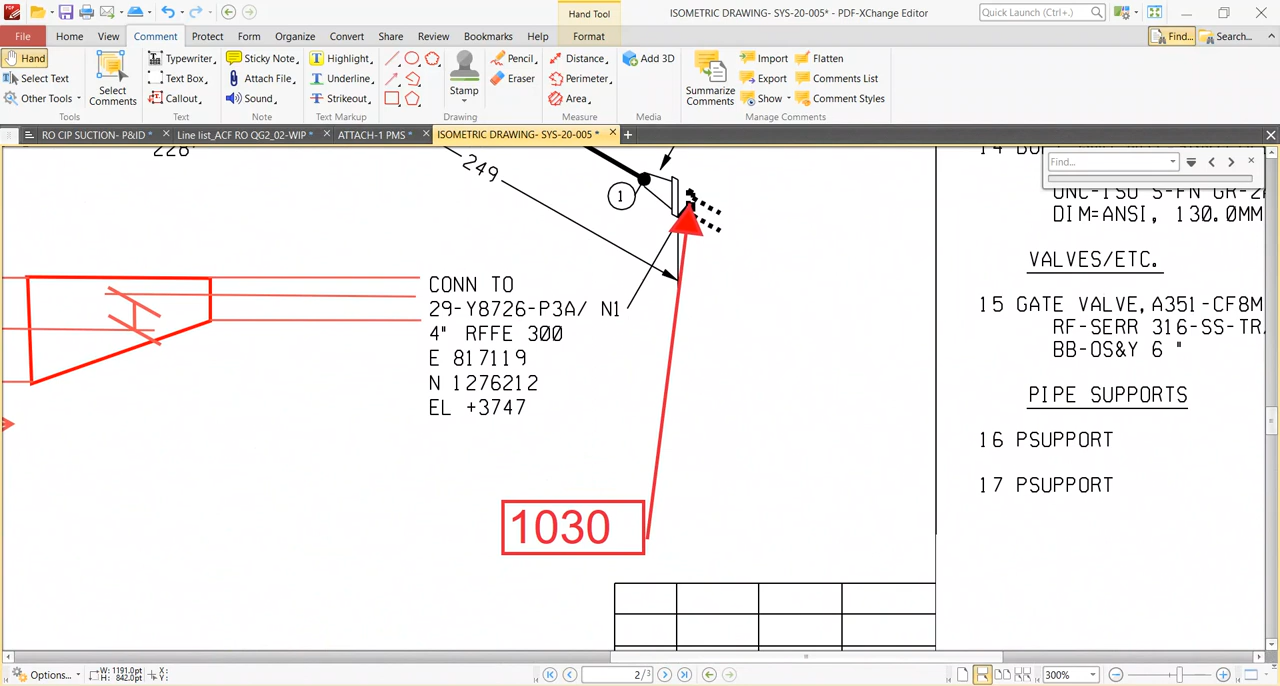 Hand Tool
ISOMETRIC DRAWING- SYS-20-005* - PDF-XChange Editor
Quick Launch (Ctrl+.)
File Home View Comment Protect Form Organize Convert Share Review Bookmarks Help Format
Find... Search...
Hand
Select Text
Other Tools
Tools
Select
Comments
Typewriter
Text Box
Callout
Text
Sticky Note
Attach File
Sound
Note
Highlight
Underline
Strikeout
Text Markup
Stamp
Pencil
Eraser
Drawing
Distance
Perimeter
Area
Measure
Add 3D
Media
Summarize
Comments
Import
Export
Show
Flatten
Comments List
Comment Styles
Manage Comments
RO CIP SUCTION- P&ID *
Line list_ACF RO QG2_02-WIP *
ATTACH-1 PMS *
ISOMETRIC DRAWING- SYS-20-005 *
Find...
228
249
1
CONN TO
29-Y8726-P3A/ N1
4" RFFE 300
E 817119
N 1276212
EL +3747
1030
14
DIM=ANSI, 130.0MM
VALVES/ETC.
15 GATE VALVE,A351-CF8M
RF-SERR 316-SS-TR
BB-OS&Y 6 "
PIPE SUPPORTS
16 PSUPPORT
17 PSUPPORT
Options...
W: 1191.0pt
H: 842.0pt
X:
Y:
2/3
300%